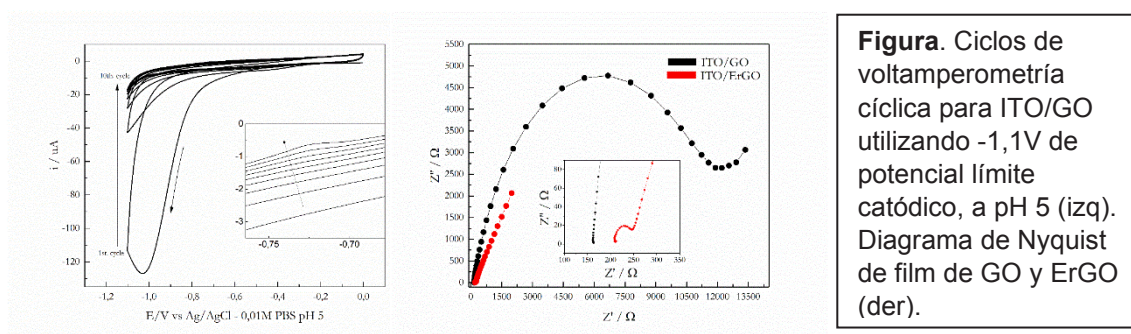 0
-20
-40
-60
-80
-100
-120
i / uA
10th. cycle
1st. cycle
0
-1
-2
-3
-0,75
-0,70
-1,2
-1,0
-0,8
-0,6
-0,4
-0,2
0,0
E/V vs Ag/AgCl - 0,01M PBS pH 5
5500
5000
4500
4000
3500
3000
2500
2000
1500
1000
500
0
Z'' / Ω
ITO/GO
ITO/ErGO
80
60
40
20
0
Z'' / Ω
100
150
200
250
300
350
Z' / Ω
0
1500
3000
4500
6000
7500
9000
10500
12000
13500
Z' / Ω
Figura. Ciclos de
voltamperometría
cíclica para ITO/GO
utilizando -1,1V de
potencial límite
catódico, a pH 5 (izq).
Diagrama de Nyquist
de film de GO y ErGO
(der).